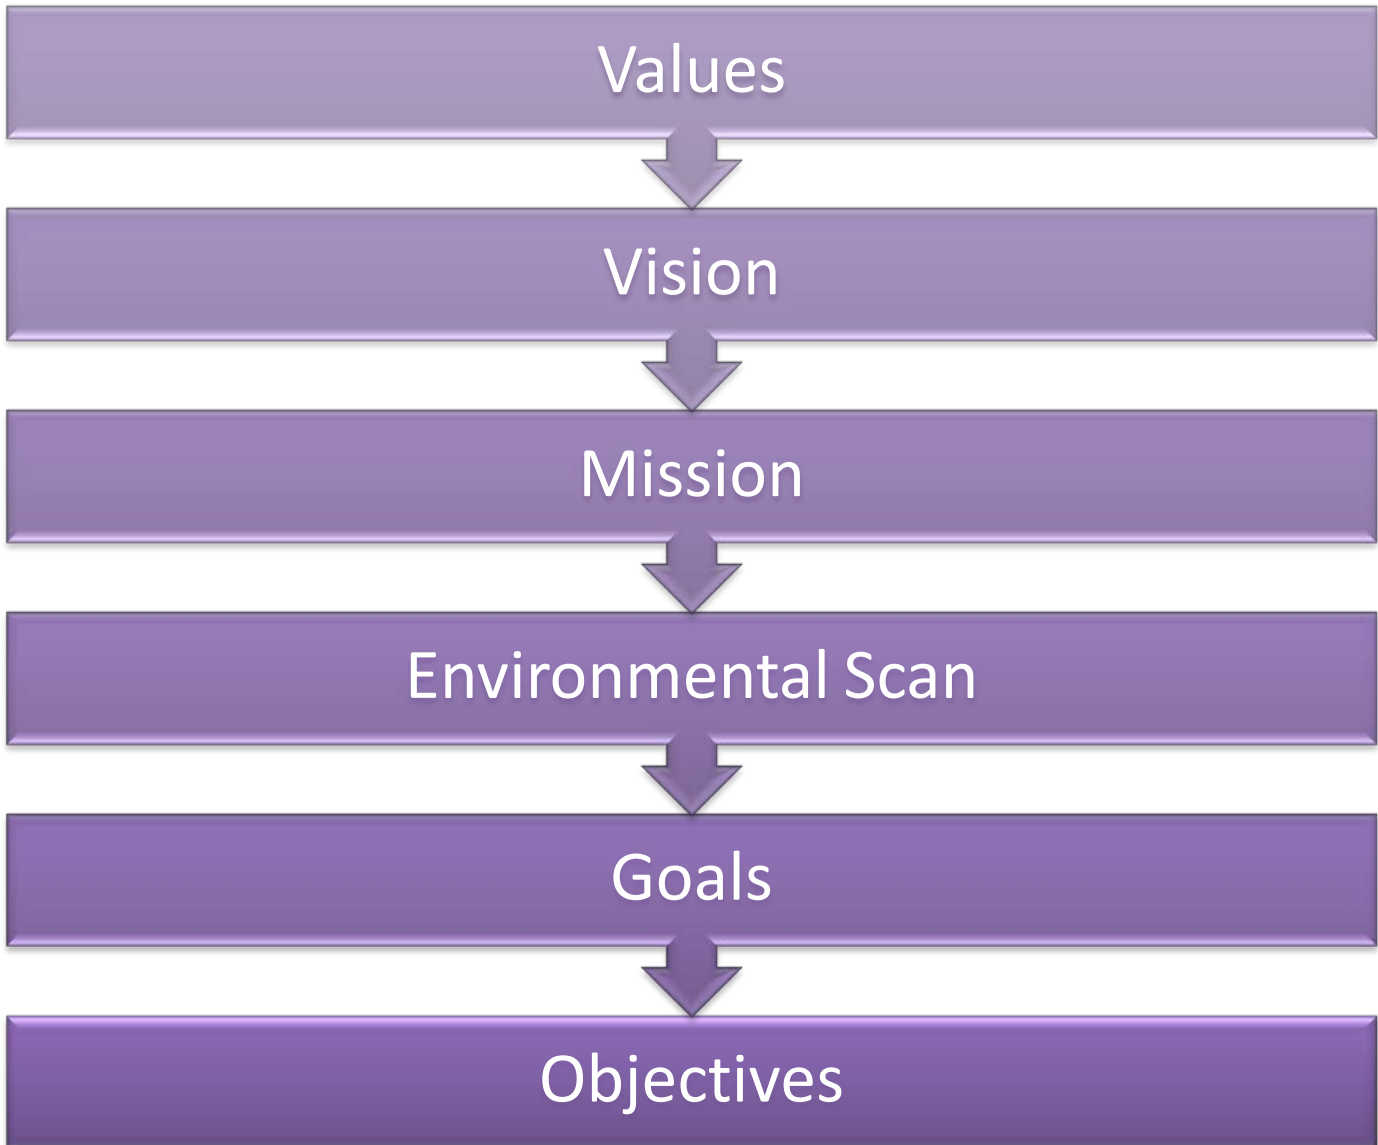 Values
Vision
Mission
Environmental Scan
Goals
Objectives